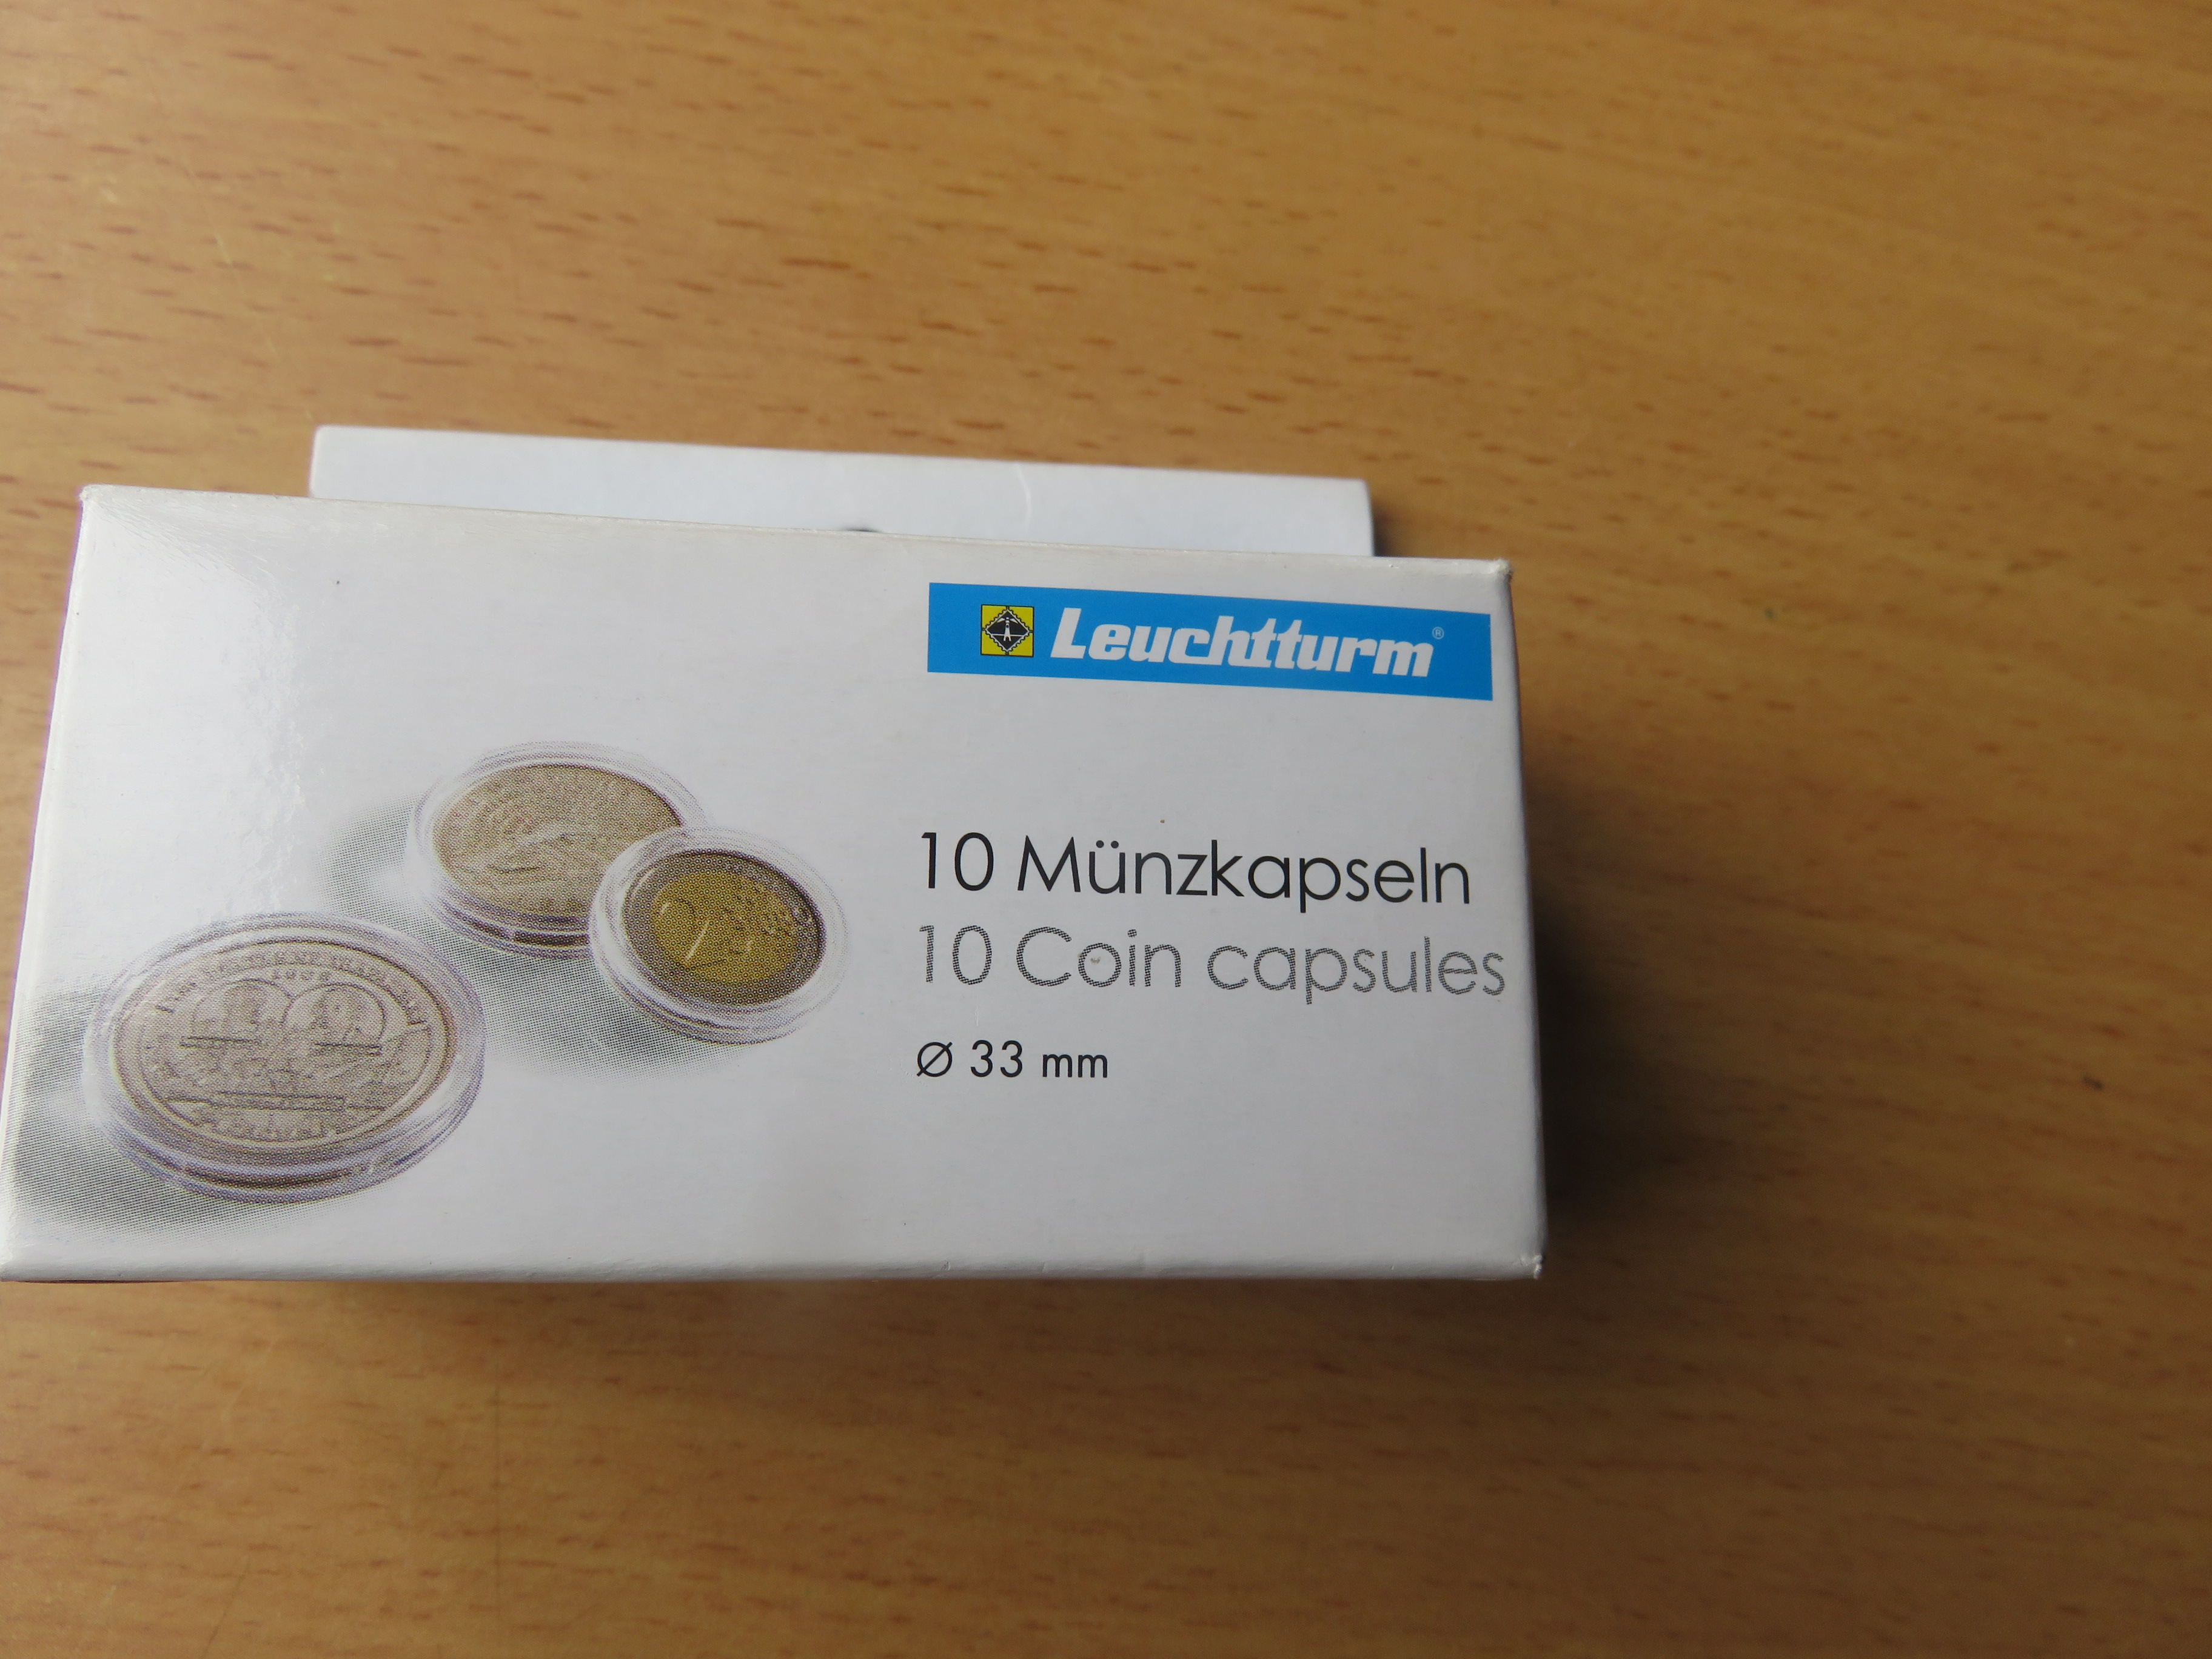 Leuchtturm®
10 Münzkapseln
10 Coin capsules
Ø 33 mm